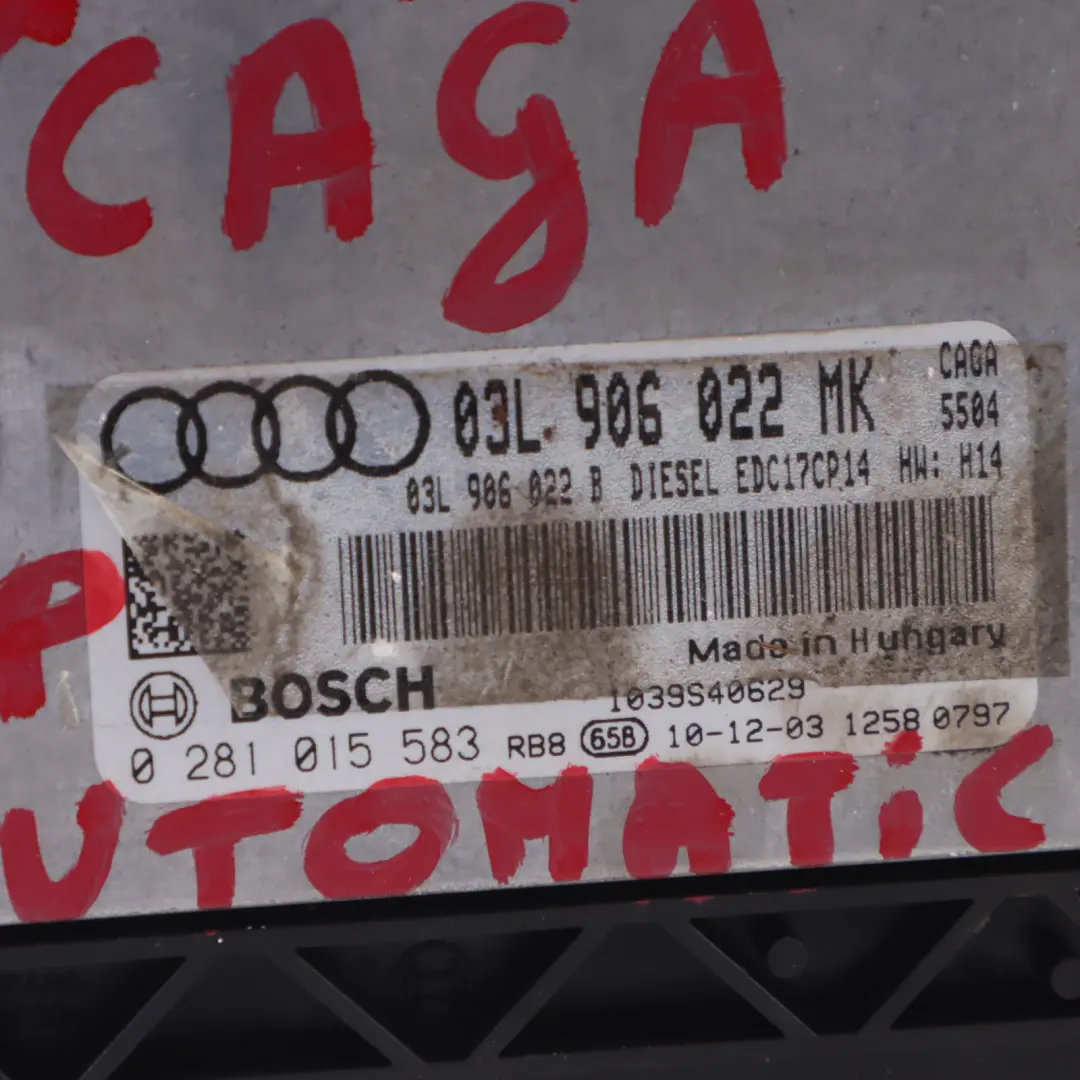 CAGA
03L 906 022 MK
CAGA
5504
03L 906 022 B DIESEL EDC17CP14 HW: H14
Made in Hungary
BOSCH
1039S40629
0 281 015 583 RB8 65B 10-12-03 1258 0797
P
UTOMATiC